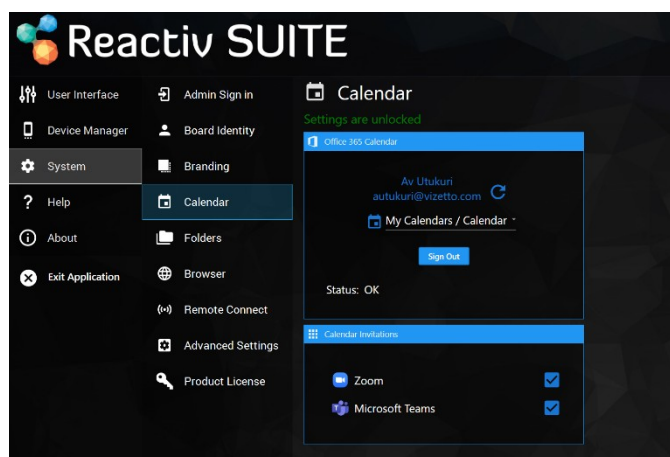 Reactiv SUITE
User Interface
Device Manager
System
Help
About
Exit Application
Admin Sign in
Board Identity
Branding
Calendar
Folders
Browser
Remote Connect
Advanced Settings
Product License
Calendar
Settings are unlocked
Office 365 Calendar
Av Utukuri
autukuri@vizetto.com
My Calendars / Calendar
Sign Out
Status: OK
Calendar Invitations
Zoom
Microsoft Teams